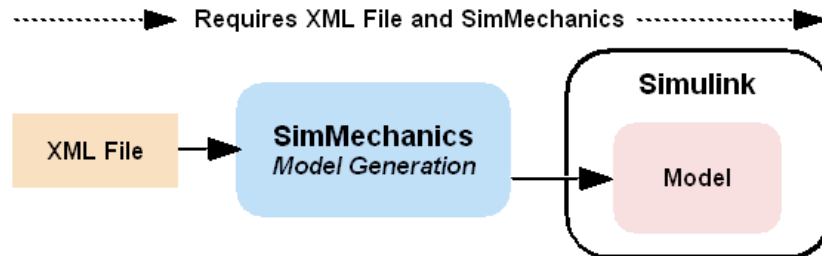 Requires XML File and SimMechanics
Simulink
XML File
SimMechanics
Model Generation
Model